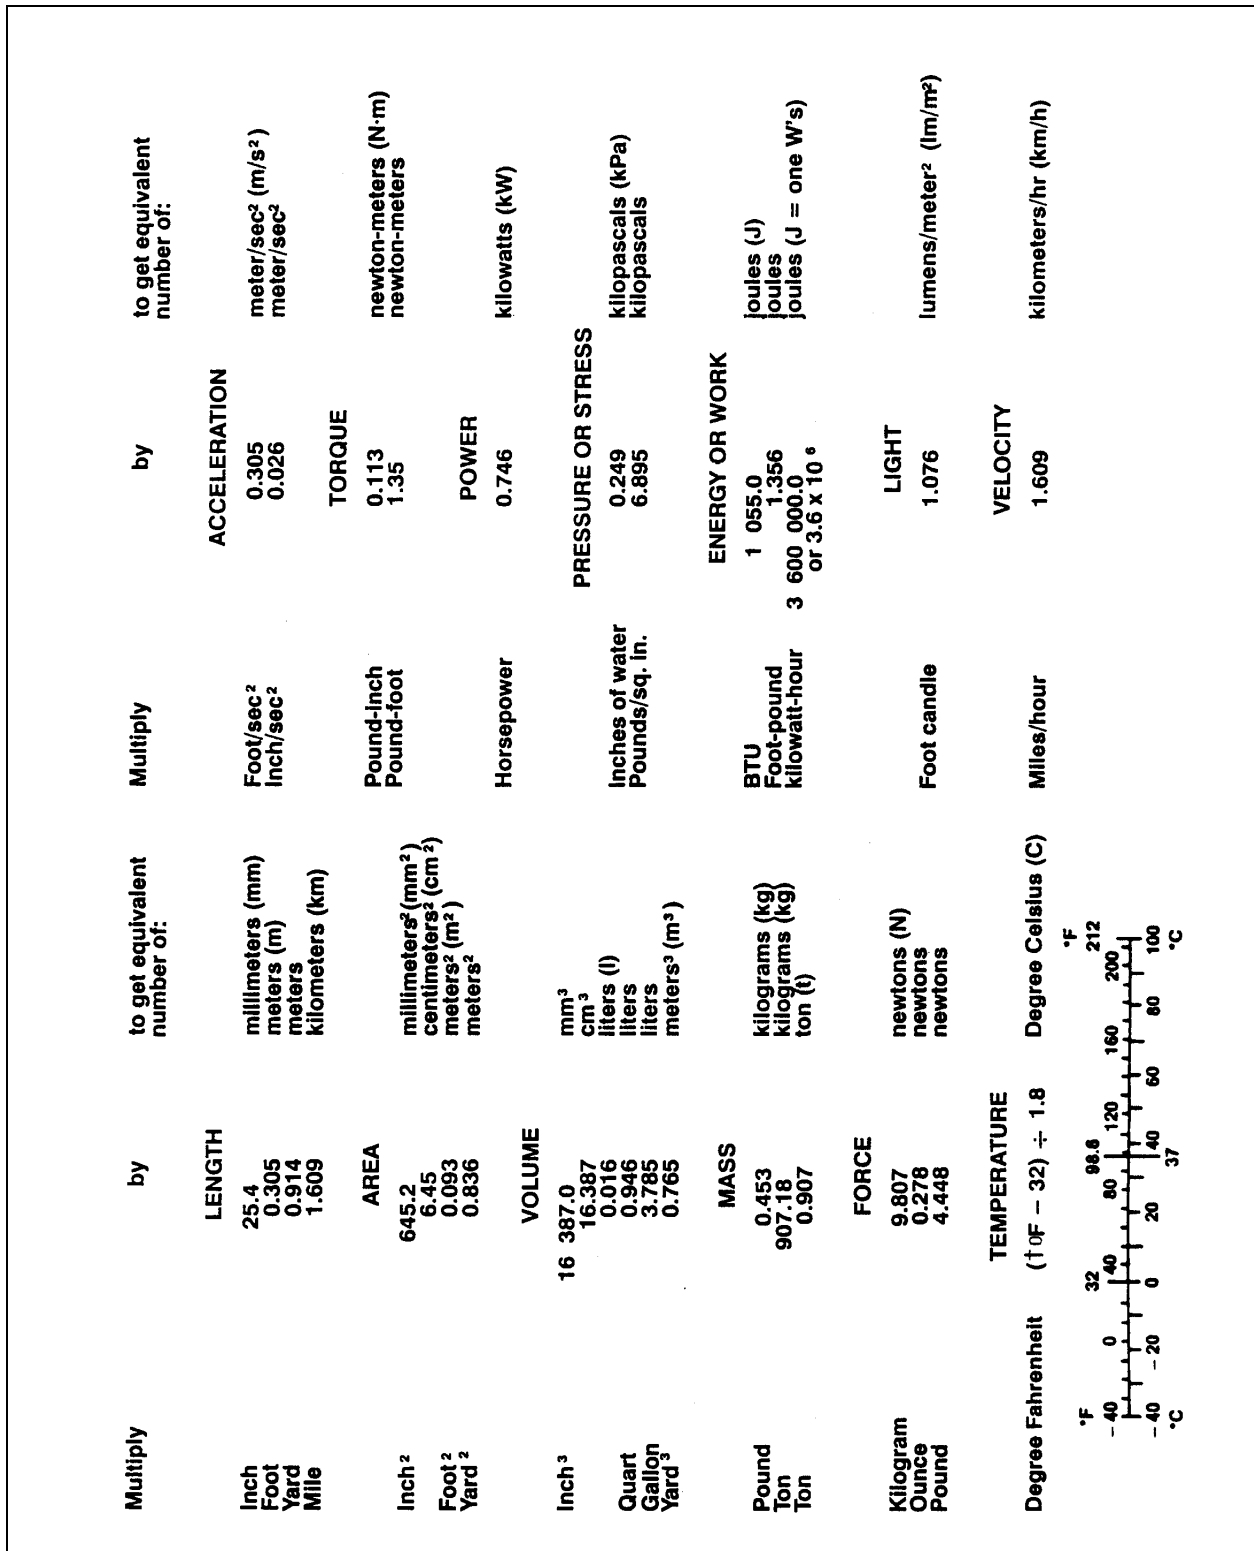 Multiply by to get equivalent number of:
LENGTH
Inch 25.4 millimeters (mm)
Foot 0.305 meters (m)
Yard 0.914 meters
Mile 1.609 kilometers (km)
AREA
Inch² 645.2 millimeters² (mm²)
6.45 centimeters² (cm²)
Foot² 0.093 meters² (m²)
Yard² 0.836 meters²
VOLUME
Inch³ 16 387.0 mm³
16.387 cm³
0.016 liters (l)
Quart 0.946 liters
Gallon 3.785 liters
Yard³ 0.765 meters³ (m³)
MASS
Pound 0.453 kilograms (kg)
Ton 907.18 kilograms (kg)
Ton 0.907 ton (t)
FORCE
Kilogram 9.807 newtons (N)
Ounce 0.278 newtons
Pound 4.448 newtons
TEMPERATURE
Degree Fahrenheit (†0F − 32) ÷ 1.8 Degree Celsius (C)
°F °F
−40 0 32 40 80 98.6 120 160 200 212
−40 −20 0 20 37 40 60 80 100
°C °C
Multiply by to get equivalent number of:
ACCELERATION
Foot/sec² 0.305 meter/sec² (m/s²)
Inch/sec² 0.026 meter/sec²
TORQUE
Pound-inch 0.113 newton-meters (N·m)
Pound-foot 1.35 newton-meters
POWER
Horsepower 0.746 kilowatts (kW)
PRESSURE OR STRESS
Inches of water 0.249 kilopascals (kPa)
Pounds/sq. in. 6.895 kilopascals
ENERGY OR WORK
BTU 1 055.0 joules (J)
Foot-pound 1.356 joules
kilowatt-hour 3 600 000.0 joules (J = one W's)
or 3.6 x 10⁶
LIGHT
Foot candle 1.076 lumens/meter² (lm/m²)
VELOCITY
Miles/hour 1.609 kilometers/hr (km/h)